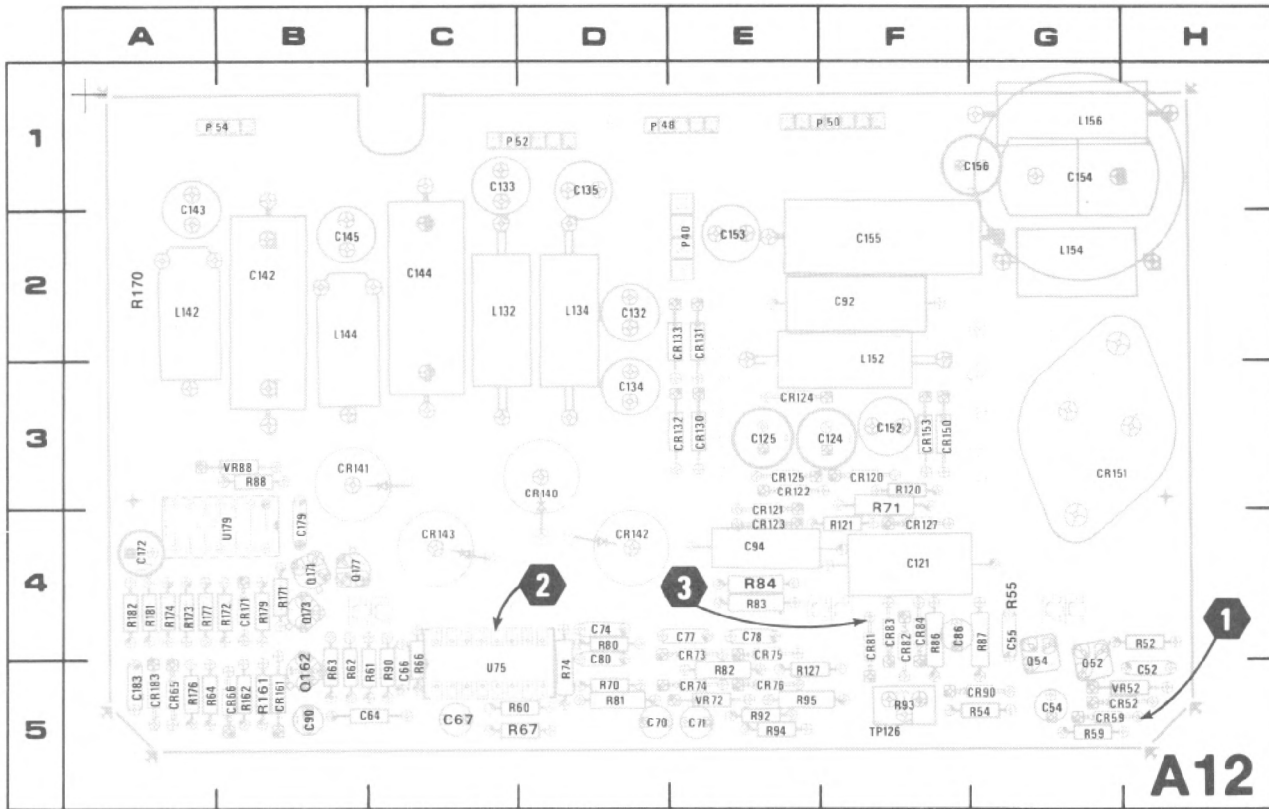 A B C D E F G H
1
P54 P52 P48 P50 L156
C156 C154
C133 C135
C143
C145 P40 C153 C155 L154
2
R170 C142 C144
L142 L144 L132 L134 C132 C92
CR133 CR131 L152
C134
CR124
3
CR132 CR130 C125 C124 C152 CR153 CR150
VR88 CR141 CR125 CR120 CR151
R88 CR140 CR122 R120
R71
U179 C179 CR143 CR142 CR121
CR123 R121 CR127
C172 C94 C121
4
Q171 Q177 2 3 R84
R83 R55
R182 R181 R174 R173 R177 R172 CR171 R179 R171 Q173 1
C74 C77 C78 CR81 CR83 CR82 CR84 R86 C86 R87 C55 R52
R80
C80 CR73 CR75 Q54 Q52
R63 R62 R61 R90 C66 R66 U75 R74 R82 R127 C52
C183 CR183 CR65 R176 R64 CR66 R162 R161 CR161 Q162
R70 CR74 CR76 VR52
5
R81 VR72 R95 R93 CR90 CR52
C90 C64 C67 R60 C70 C71 R92 R54 C54 CR59
R67 R94 TP126 R59
A12